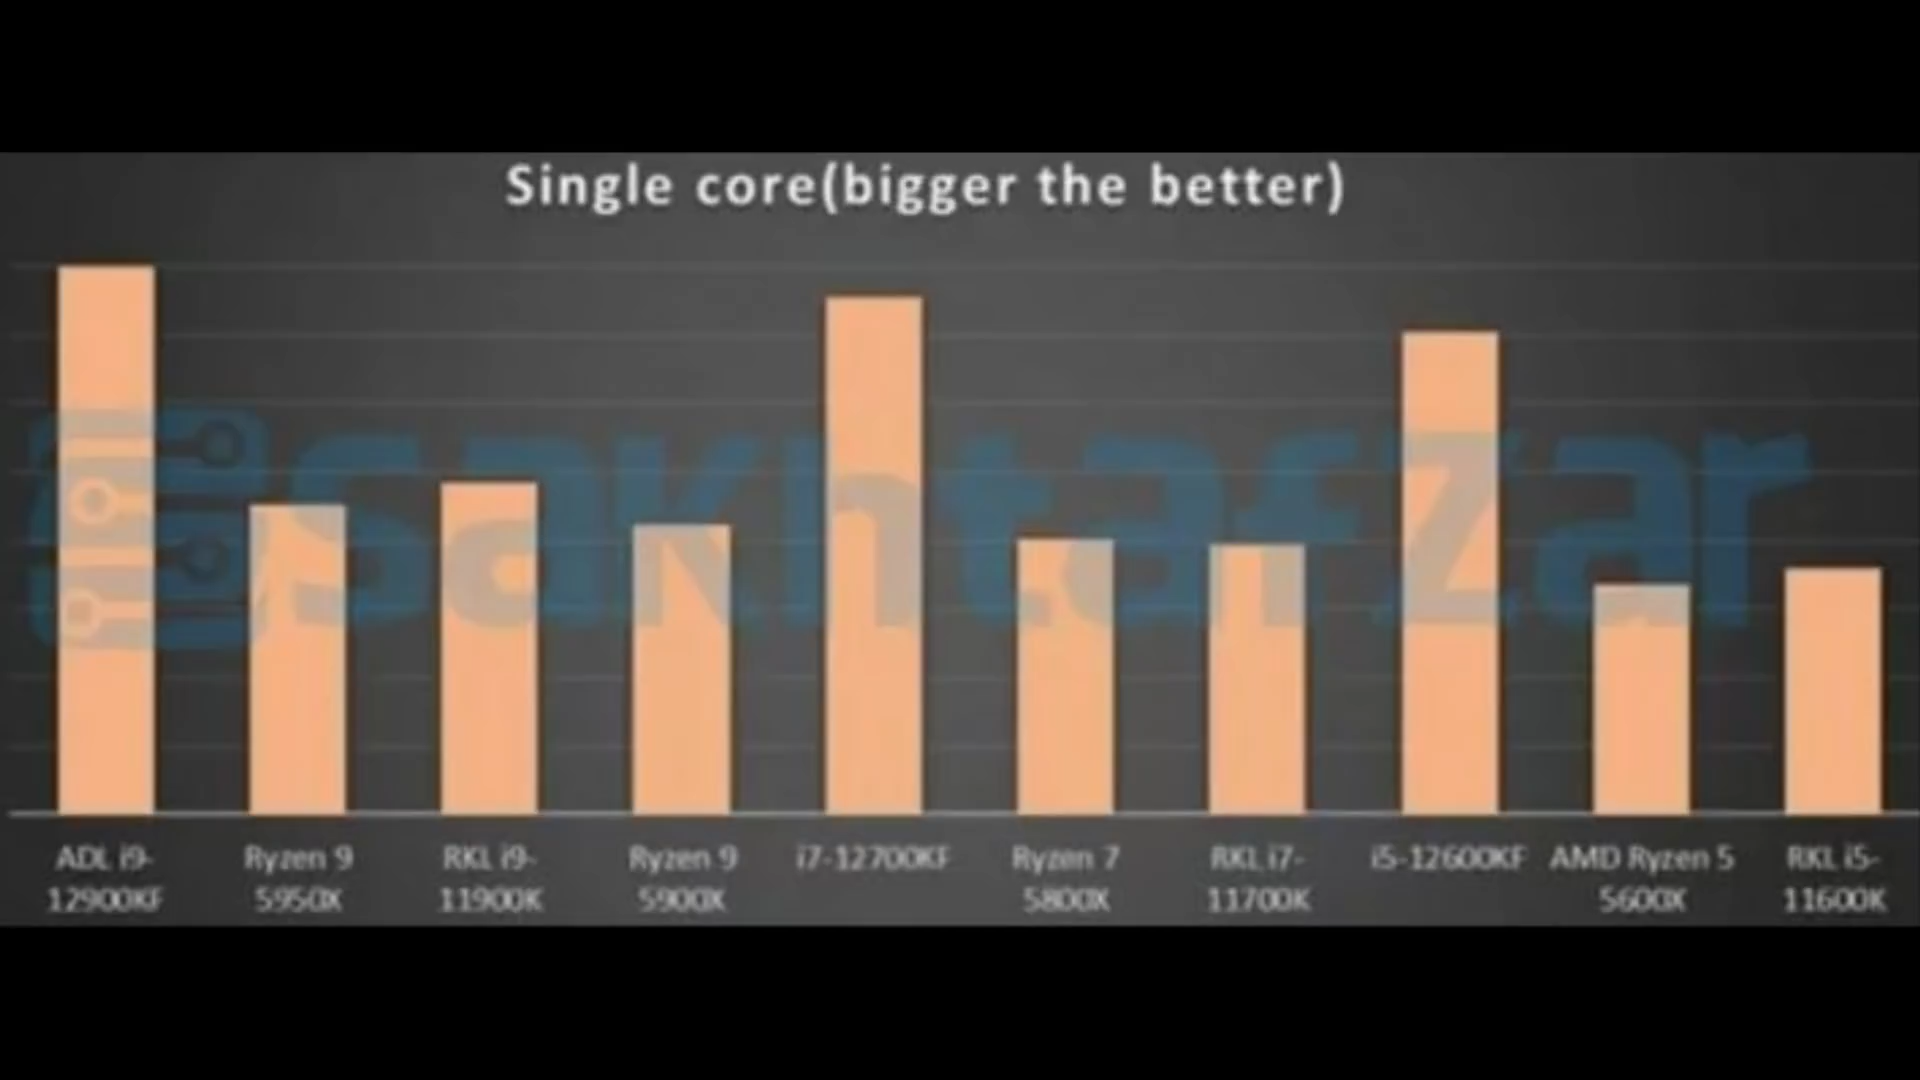 Single core(bigger the better)
sakhtafzar
ADL i9-
12900KF
Ryzen 9
5950X
RKL i9-
11900K
Ryzen 9
5900X
i7-12700KF
Ryzen 7
5800X
RKL i7-
11700K
i5-12600KF
AMD Ryzen 5
5600X
RKL i5-
11600K